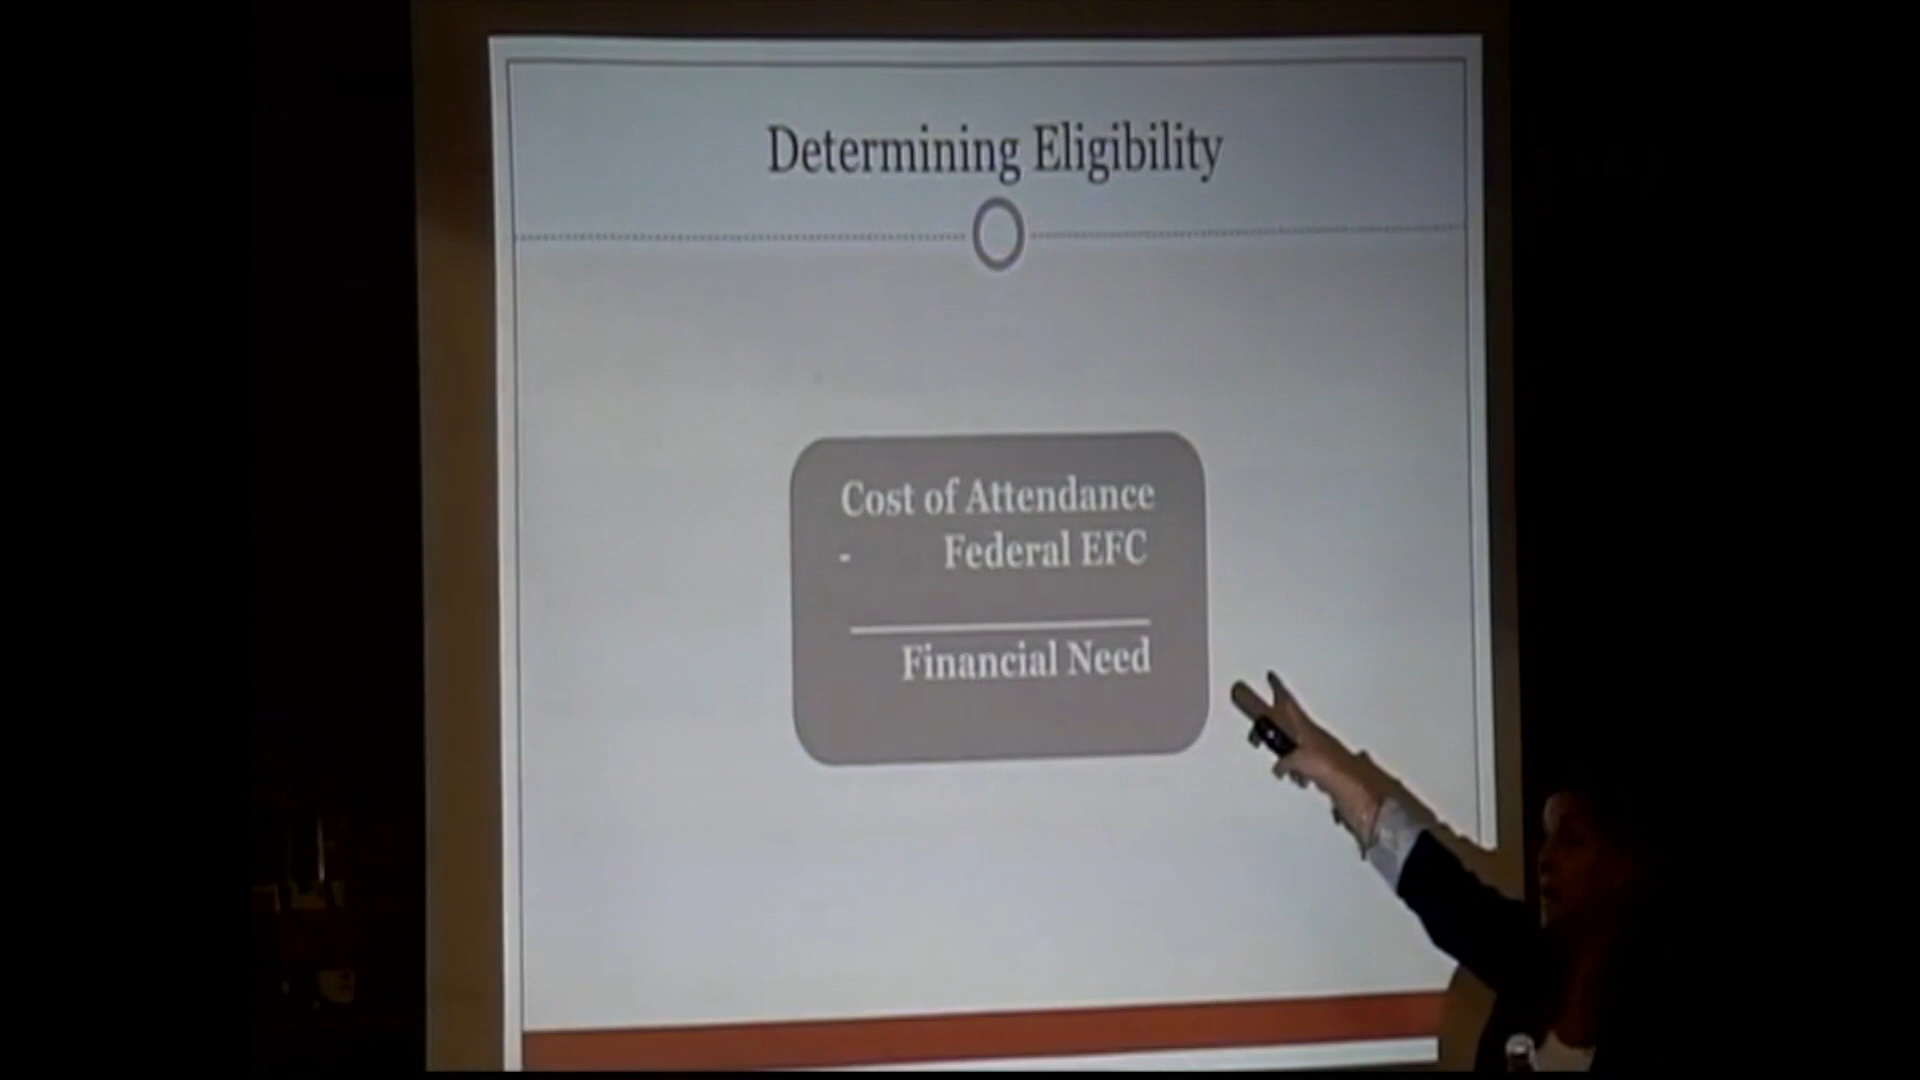 Determining Eligibility
Cost of Attendance
- Federal EFC
Financial Need